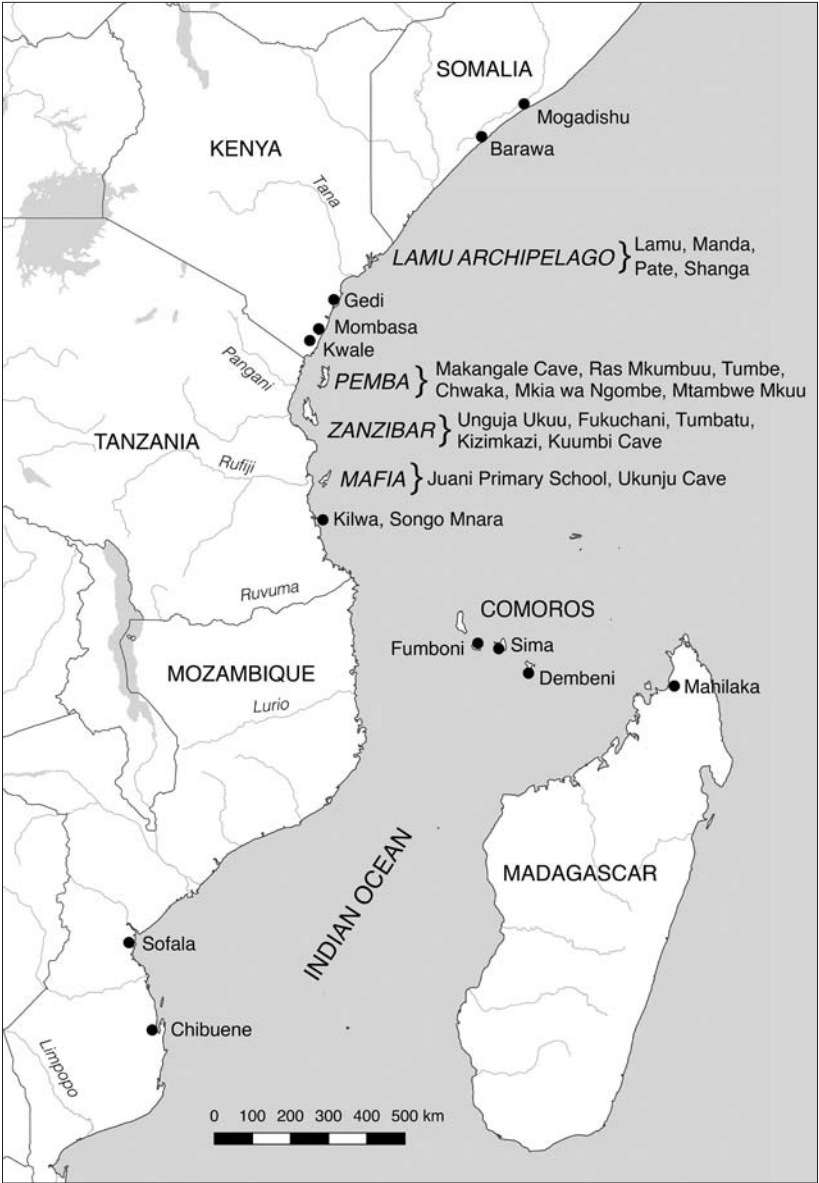 SOMALIA
Mogadishu
Barawa
KENYA
Tana
LAMU ARCHIPELAGO } Lamu, Manda,
Pate, Shanga
Gedi
Mombasa
Kwale
Pangani
PEMBA } Makangale Cave, Ras Mkumbuu, Tumbe,
Chwaka, Mkia wa Ngombe, Mtambwe Mkuu
ZANZIBAR } Unguja Ukuu, Fukuchani, Tumbatu,
Kizimkazi, Kuumbi Cave
TANZANIA
Rufiji
MAFIA } Juani Primary School, Ukunju Cave
Kilwa, Songo Mnara
Ruvuma
COMOROS
Fumboni
Sima
Dembeni
Mahilaka
MOZAMBIQUE
Lurio
MADAGASCAR
INDIAN OCEAN
Sofala
Chibuene
Limpopo
0 100 200 300 400 500 km